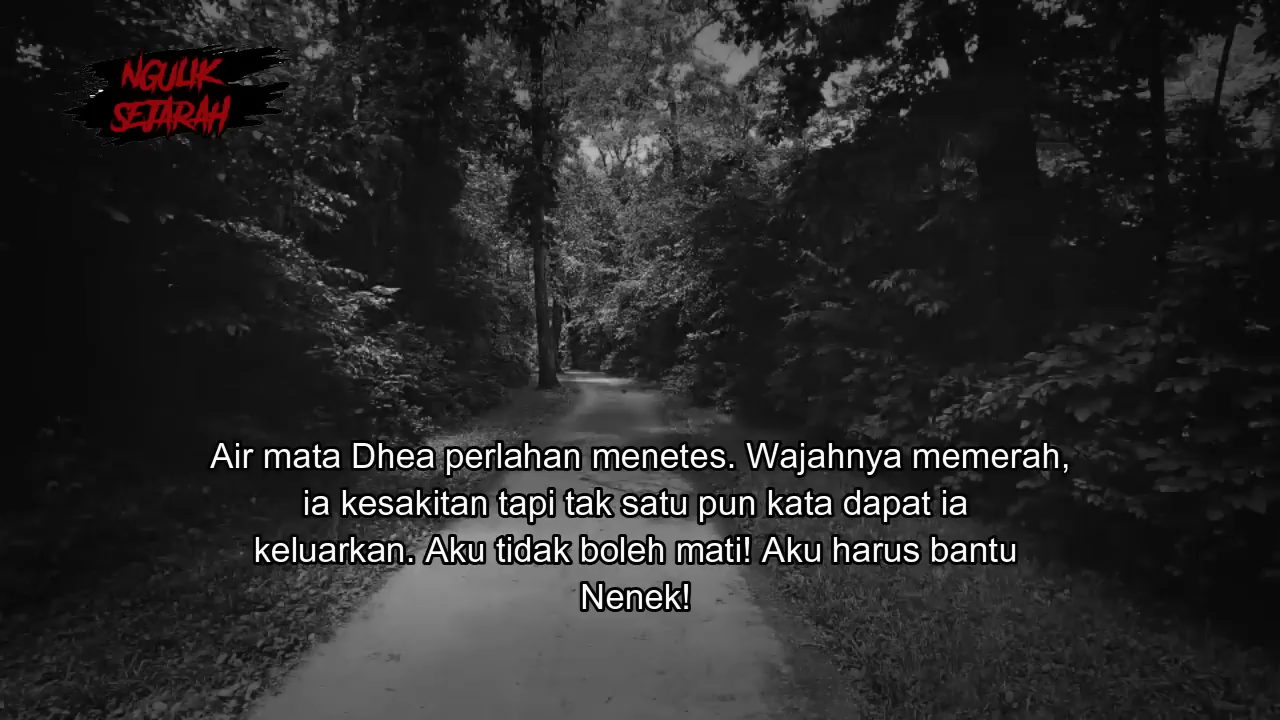 NGULIK
SEJARAH
Air mata Dhea perlahan menetes. Wajahnya memerah,
ia kesakitan tapi tak satu pun kata dapat ia
keluarkan. Aku tidak boleh mati! Aku harus bantu
Nenek!